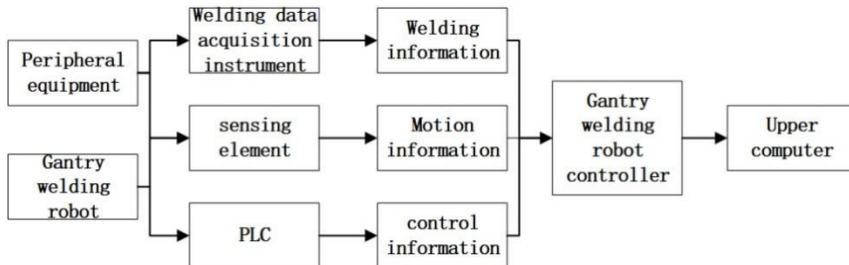 Peripheral
equipment
Gantry
welding
robot
Welding data
acquisition
instrument
sensing
element
PLC
Welding
information
Motion
information
control
information
Gantry
welding
robot
controller
Upper
computer